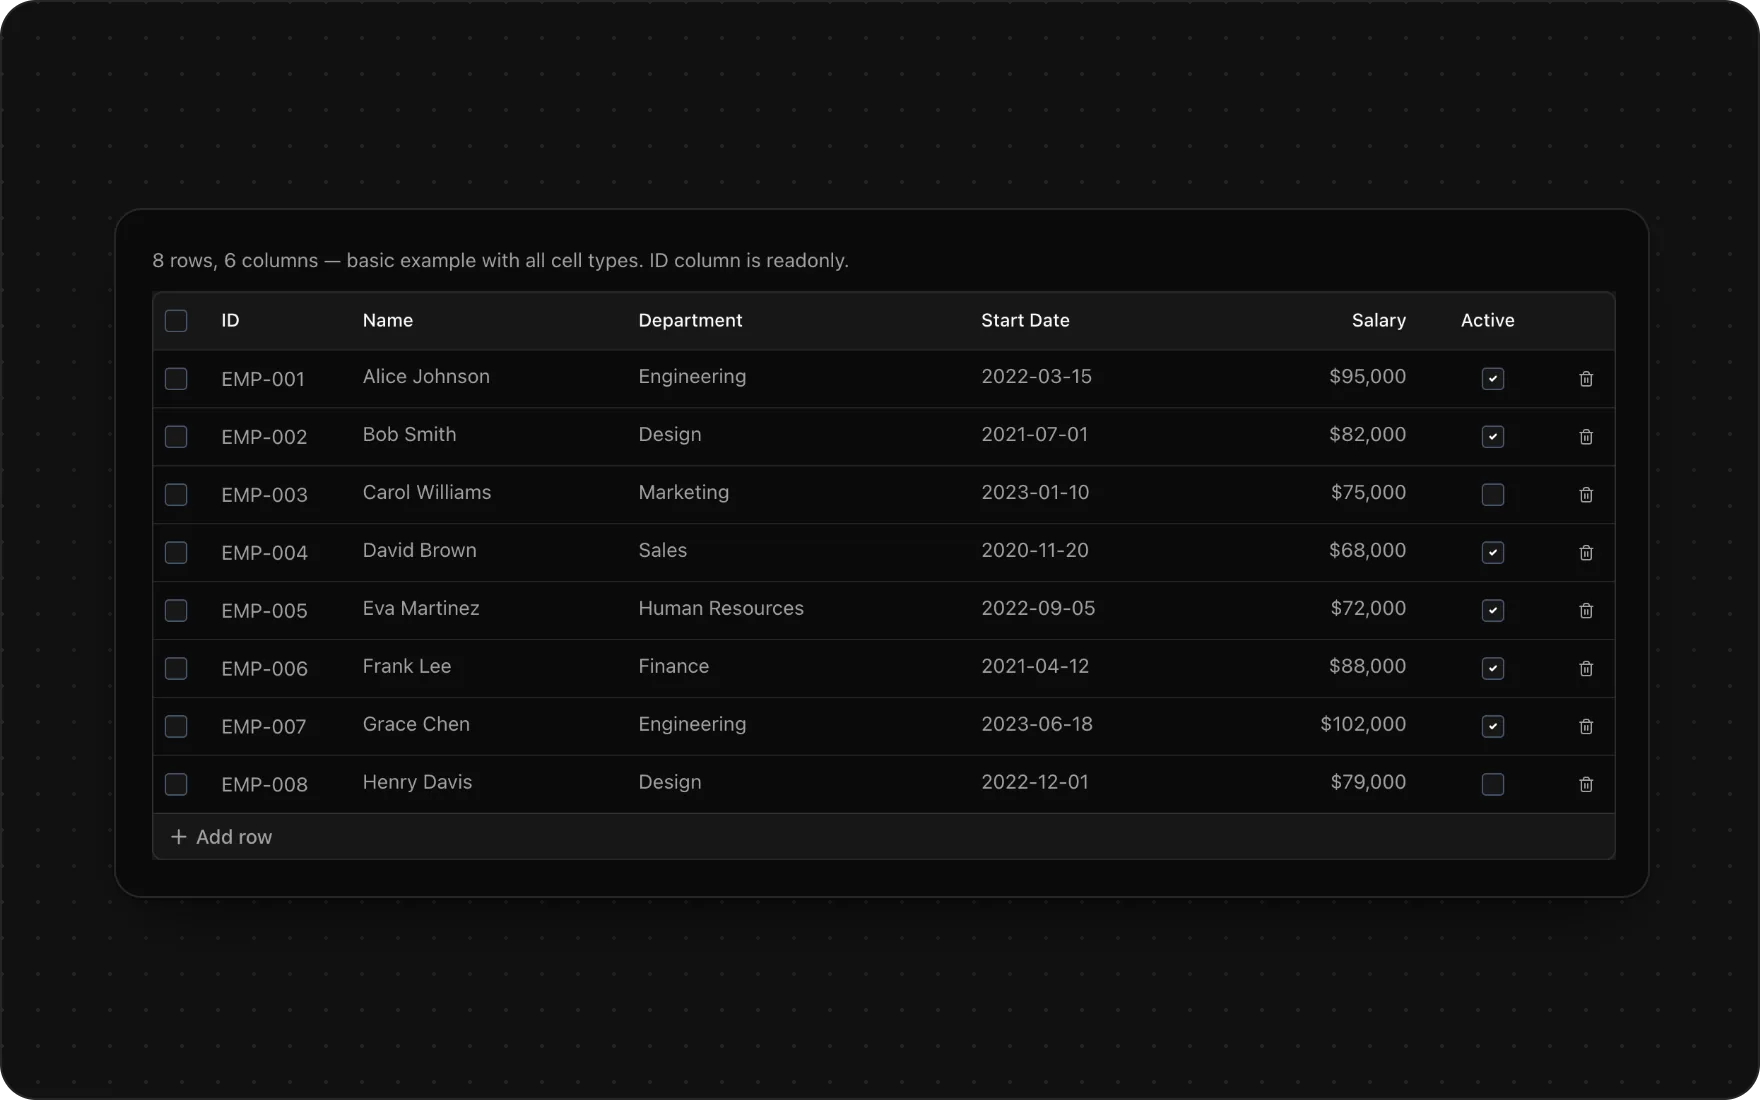 8 rows, 6 columns — basic example with all cell types. ID column is readonly.
ID Name Department Start Date Salary Active
EMP-001 Alice Johnson Engineering 2022-03-15 $95,000
EMP-002 Bob Smith Design 2021-07-01 $82,000
EMP-003 Carol Williams Marketing 2023-01-10 $75,000
EMP-004 David Brown Sales 2020-11-20 $68,000
EMP-005 Eva Martinez Human Resources 2022-09-05 $72,000
EMP-006 Frank Lee Finance 2021-04-12 $88,000
EMP-007 Grace Chen Engineering 2023-06-18 $102,000
EMP-008 Henry Davis Design 2022-12-01 $79,000
+ Add row